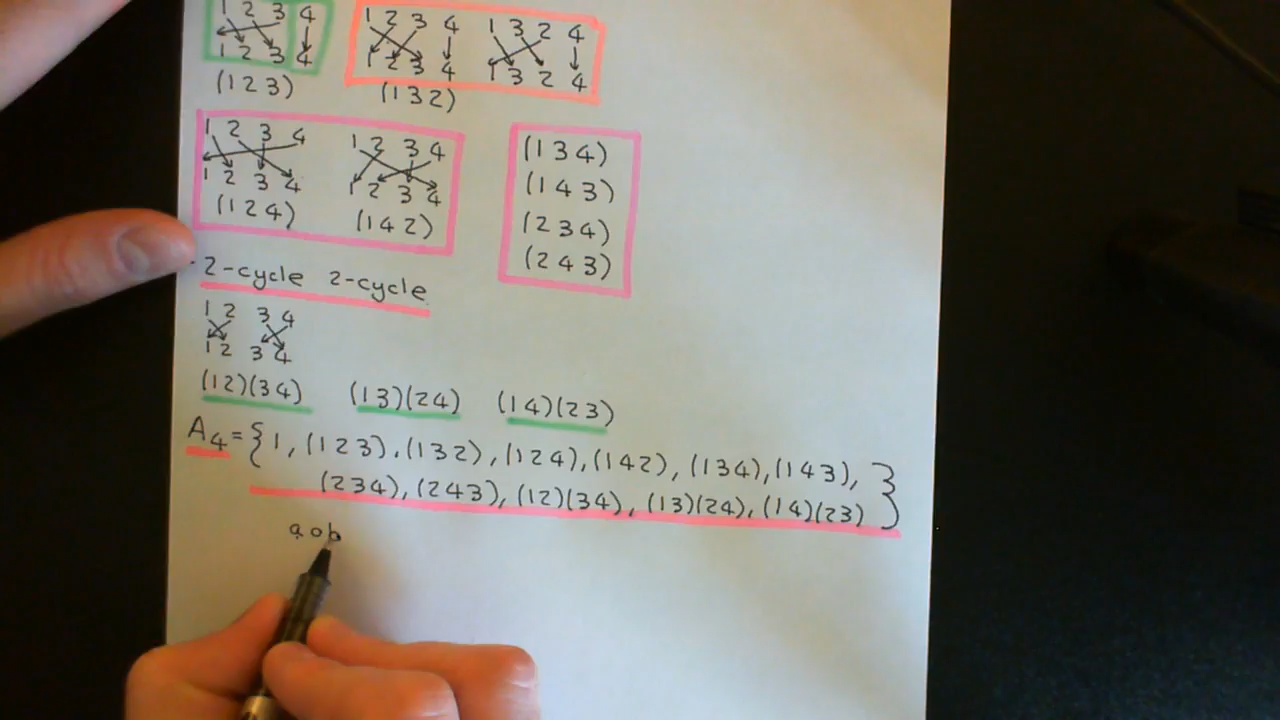 1 2 3 4 1 2 3 4 1 3 2 4
1 2 3 4 1 2 3 4 1 3 2 4
(1 2 3) (1 3 2)
1 2 3 4 1 2 3 4
1 2 3 4 1 2 3 4
(1 2 4) (1 4 2)
(1 3 4)
(1 4 3)
(2 3 4)
(2 4 3)
2-cycle 2-cycle
1 2 3 4
1 2 3 4
(12)(34) (13)(24) (14)(23)
A4 = { 1, (1 2 3), (1 3 2), (1 2 4), (1 4 2), (1 3 4), (1 4 3),
(2 3 4), (2 4 3), (12)(34), (13)(24), (14)(23) }
a∘b